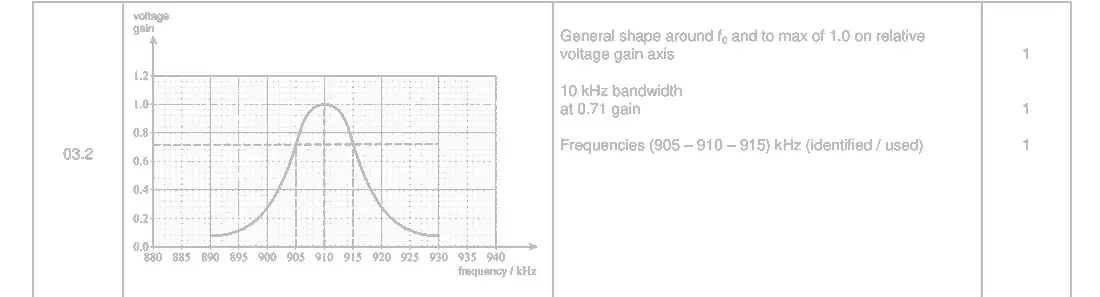 voltage
gain
1.2
1.0
0.8
0.6
0.4
0.2
0.0
880 885 890 895 900 905 910 915 920 925 930 935 940
frequency / kHz
03.2
General shape around f₀ and to max of 1.0 on relative
voltage gain axis
1
10 kHz bandwidth
at 0.71 gain
1
Frequencies (905 – 910 – 915) kHz (identified / used)
1